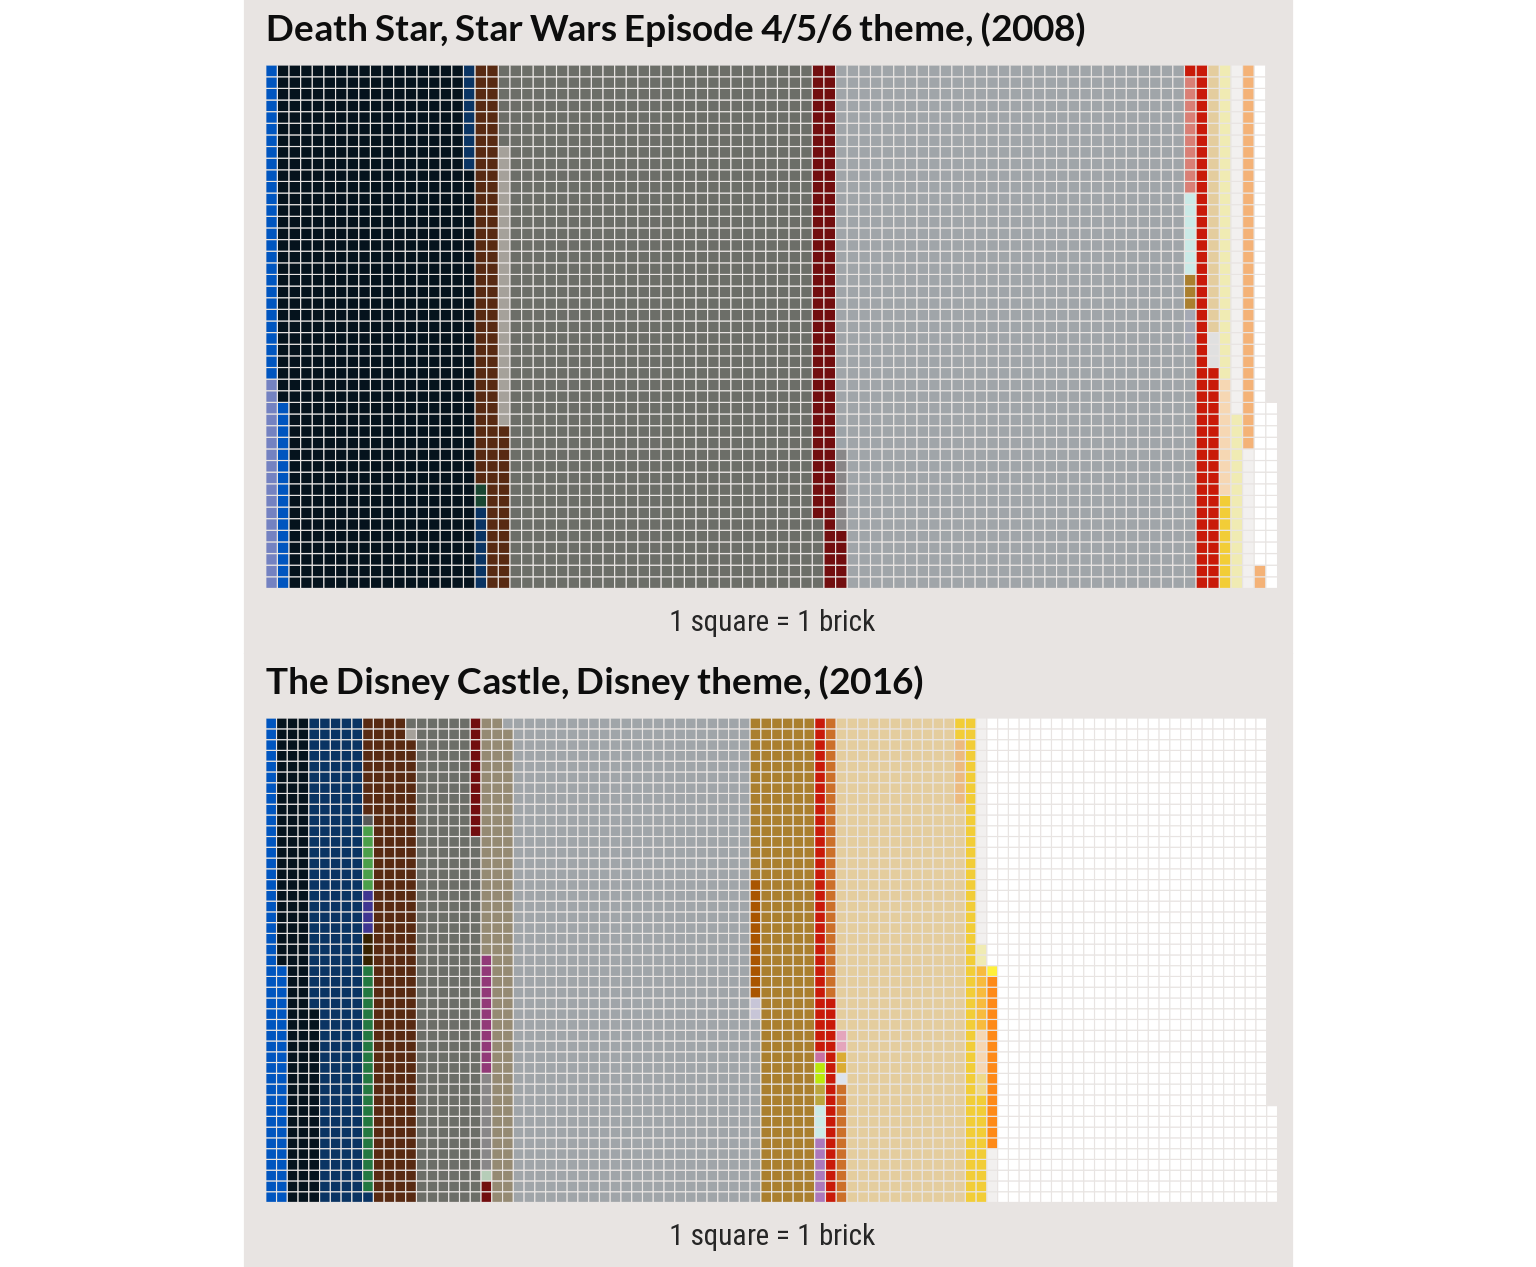 Death Star, Star Wars Episode 4/5/6 theme, (2008)
1 square = 1 brick
The Disney Castle, Disney theme, (2016)
1 square = 1 brick